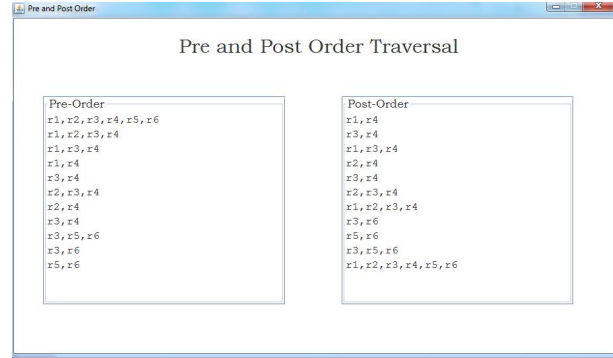 Pre and Post Order
Pre and Post Order Traversal
Pre-Order
r1,r2,r3,r4,r5,r6
r1,r2,r3,r4
r1,r3,r4
r1,r4
r3,r4
r2,r3,r4
r2,r4
r3,r4
r3,r5,r6
r3,r6
r5,r6
Post-Order
r1,r4
r3,r4
r1,r3,r4
r2,r4
r3,r4
r2,r3,r4
r1,r2,r3,r4
r3,r6
r5,r6
r3,r5,r6
r1,r2,r3,r4,r5,r6